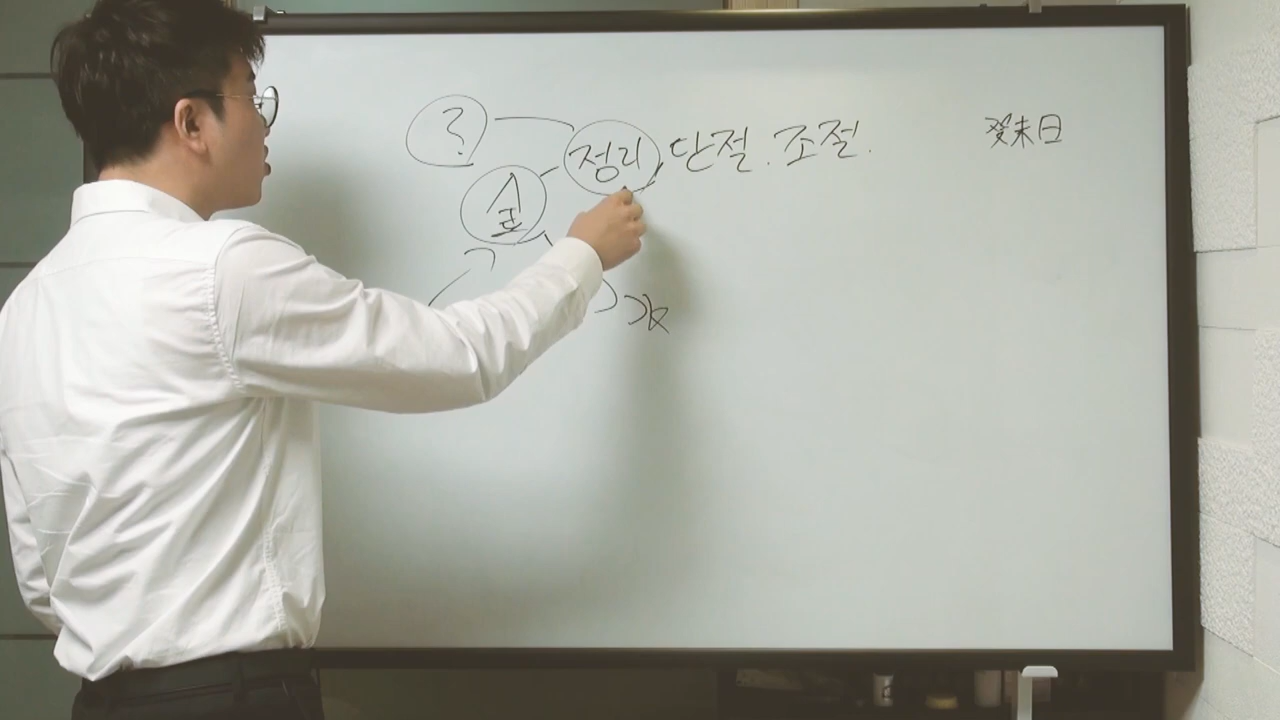 ?
정리, 단절. 조절.
癸未日
金
水